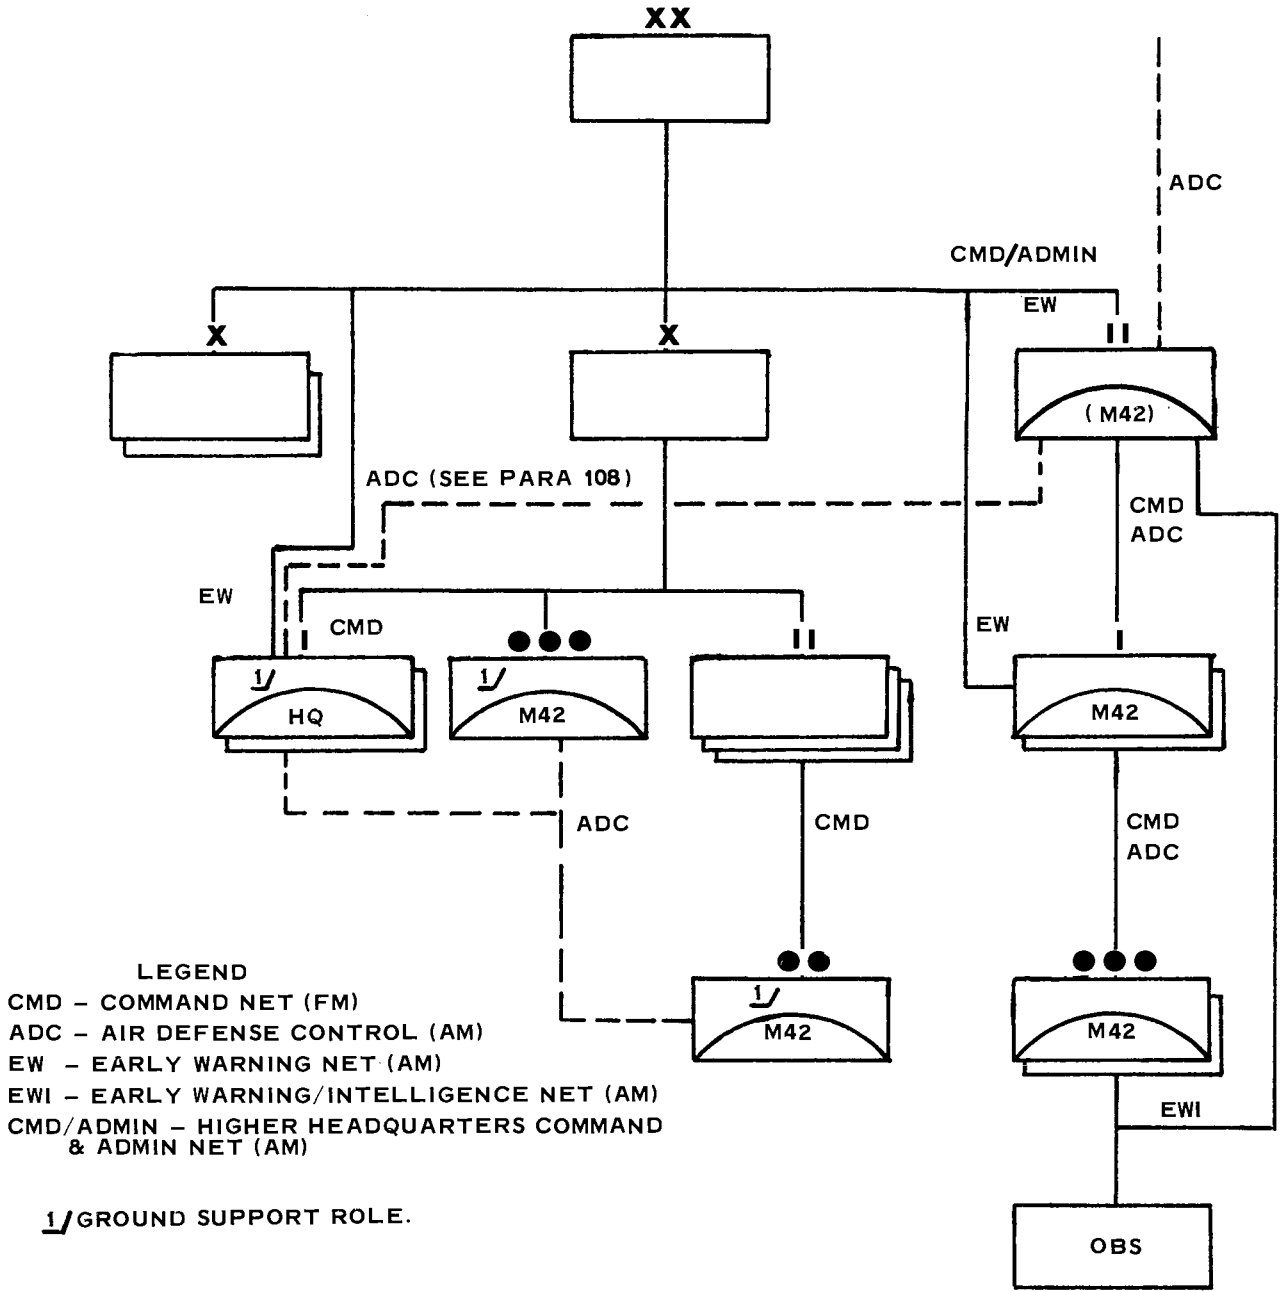 XX
ADC
CMD/ADMIN
EW
X
X
II
(M42)
ADC (SEE PARA 108)
CMD
ADC
EW
CMD
EW
I
II
I
1/
HQ
1/
M42
M42
ADC
CMD
CMD
ADC
1/
M42
M42
LEGEND
CMD – COMMAND NET (FM)
ADC – AIR DEFENSE CONTROL (AM)
EW – EARLY WARNING NET (AM)
EWI – EARLY WARNING/INTELLIGENCE NET (AM)
CMD/ADMIN – HIGHER HEADQUARTERS COMMAND
& ADMIN NET (AM)
EWI
1/GROUND SUPPORT ROLE.
OBS